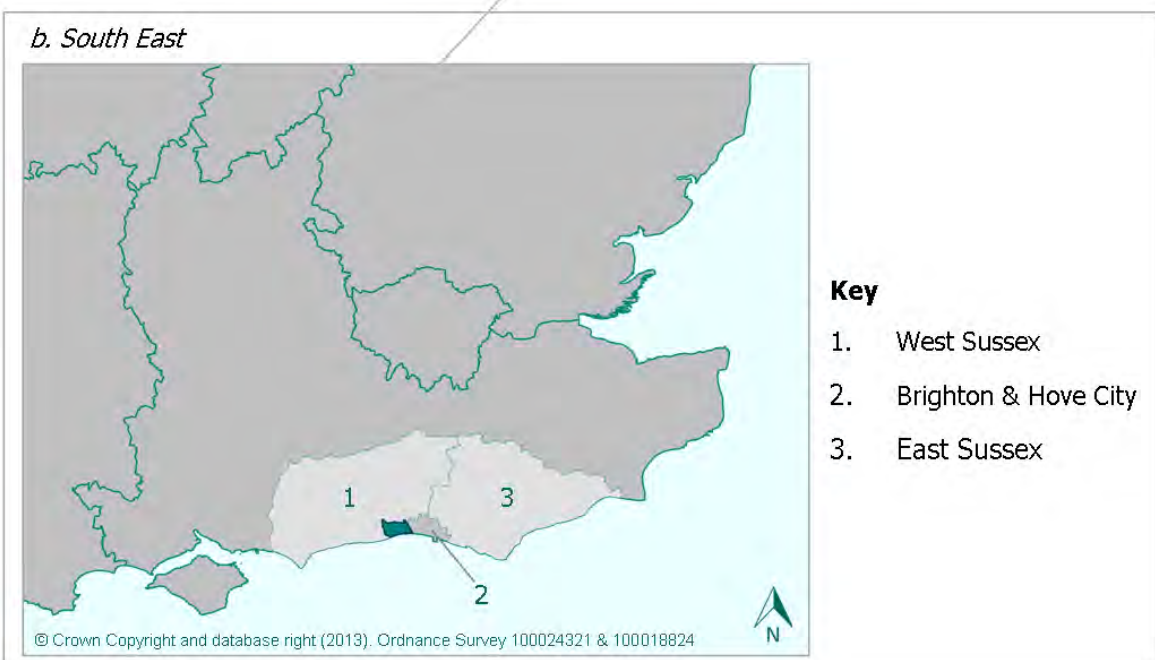 b. South East
1
3
2
N
© Crown Copyright and database right (2013). Ordnance Survey 100024321 & 100018824
Key
1. West Sussex
2. Brighton & Hove City
3. East Sussex